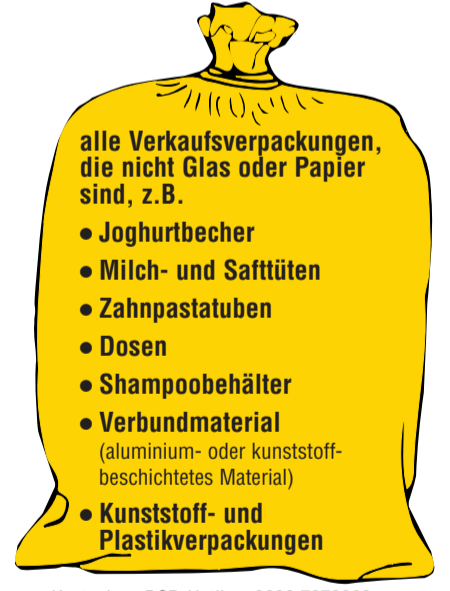 alle Verkaufsverpackungen,
die nicht Glas oder Papier
sind, z.B.
● Joghurtbecher
● Milch- und Safttüten
● Zahnpastatuben
● Dosen
● Shampoobehälter
● Verbundmaterial
(aluminium- oder kunststoff-
beschichtetes Material)
● Kunststoff- und
Plastikverpackungen